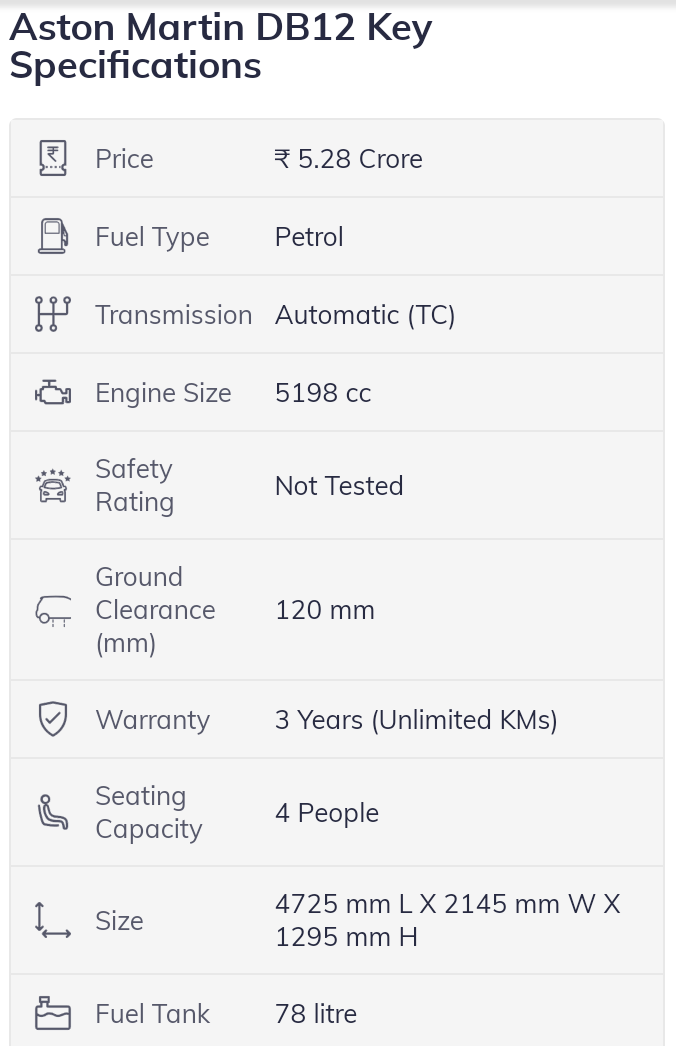 Aston Martin DB12 Key
Specifications
₹
Price
₹ 5.28 Crore
Fuel Type
Petrol
Transmission
Automatic (TC)
Engine Size
5198 cc
Safety
Rating
Not Tested
Ground
Clearance
(mm)
120 mm
Warranty
3 Years (Unlimited KMs)
Seating
Capacity
4 People
Size
4725 mm L X 2145 mm W X
1295 mm H
Fuel Tank
78 litre